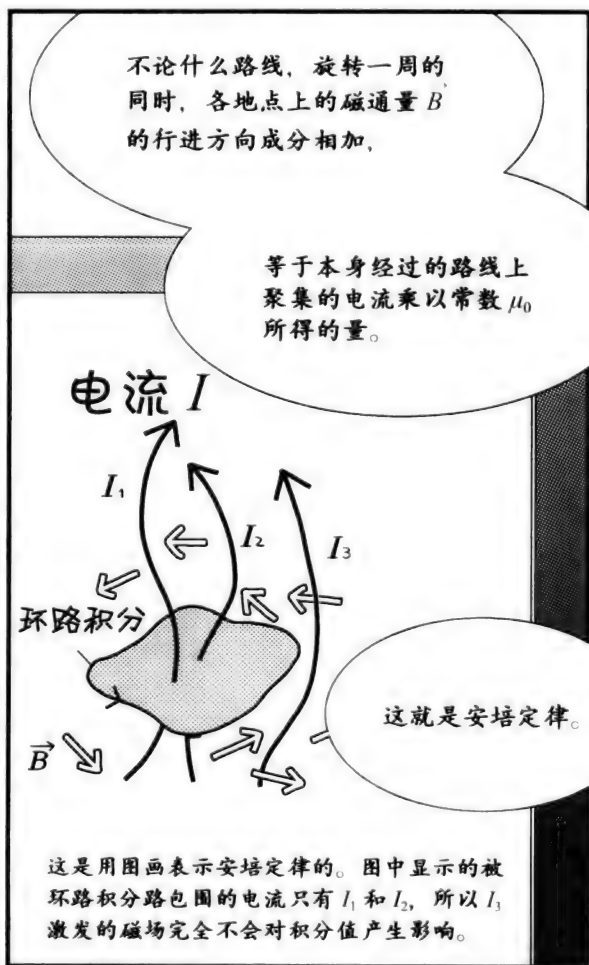 不论什么路线，旋转一周的
同时，各地点上的磁通量 B
的行进方向成分相加，
等于本身经过的路线上
聚集的电流乘以常数 μ₀
所得的量。
电流 I
I₁
I₂
I₃
环路积分
B⃗
这就是安培定律。
这是用图画表示安培定律的。图中显示的被
环路积分路包围的电流只有 I₁ 和 I₂，所以 I₃
激发的磁场完全不会对积分值产生影响。